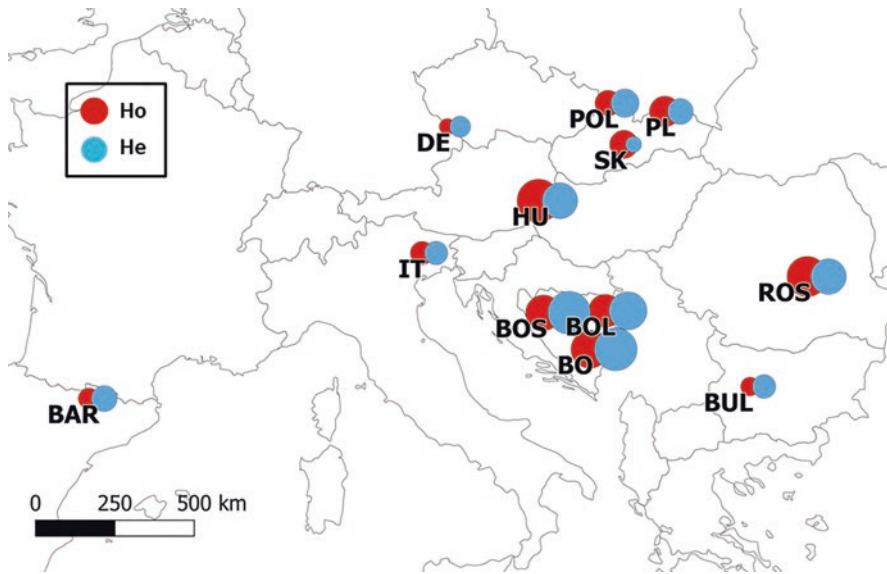 Ho
He
POL
PL
DE
SK
HU
IT
ROS
BOS
BOL
BO
BUL
BAR
0 250 500 km